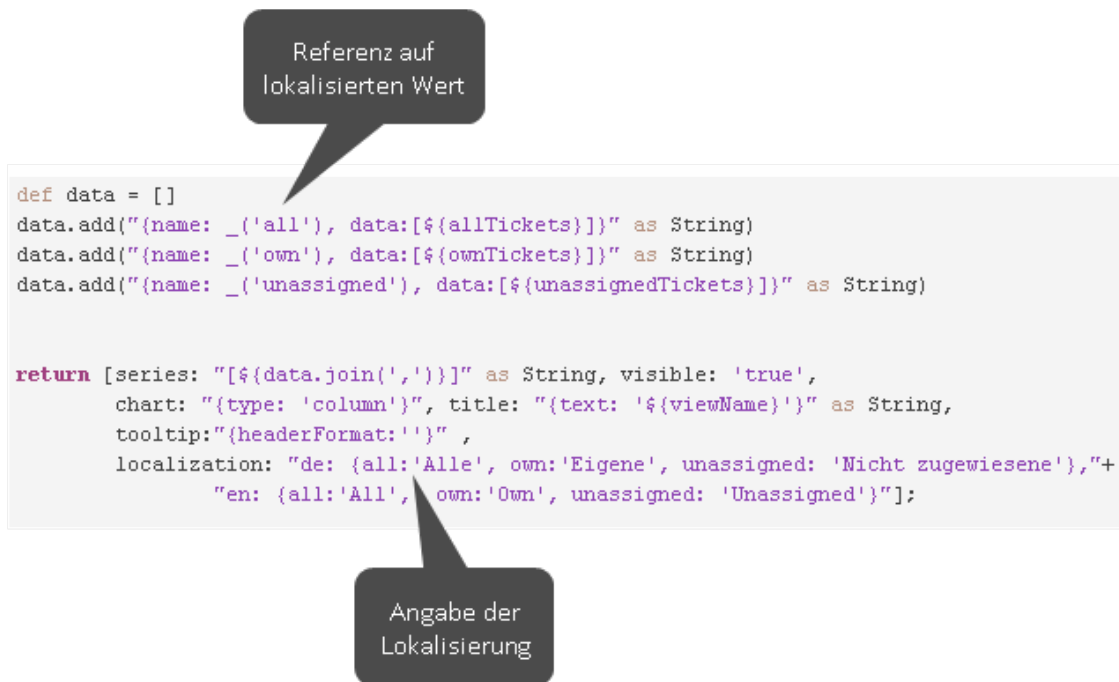 Referenz auf
lokalisierten Wert
def data = []
data.add("{name: _('all'), data:[${allTickets}]}" as String)
data.add("{name: _('own'), data:[${ownTickets}]}" as String)
data.add("{name: _('unassigned'), data:[${unassignedTickets}]}" as String)
return [series: "[${data.join(',')}]" as String, visible: 'true',
chart: "{type: 'column'}", title: "{text: '${viewName}'}" as String,
tooltip:"{headerFormat:''}" ,
localization: "de: {all:'Alle', own:'Eigene', unassigned: 'Nicht zugewiesene'},"+
"en: {all:'All', own:'Own', unassigned: 'Unassigned'}"];
Angabe der
Lokalisierung